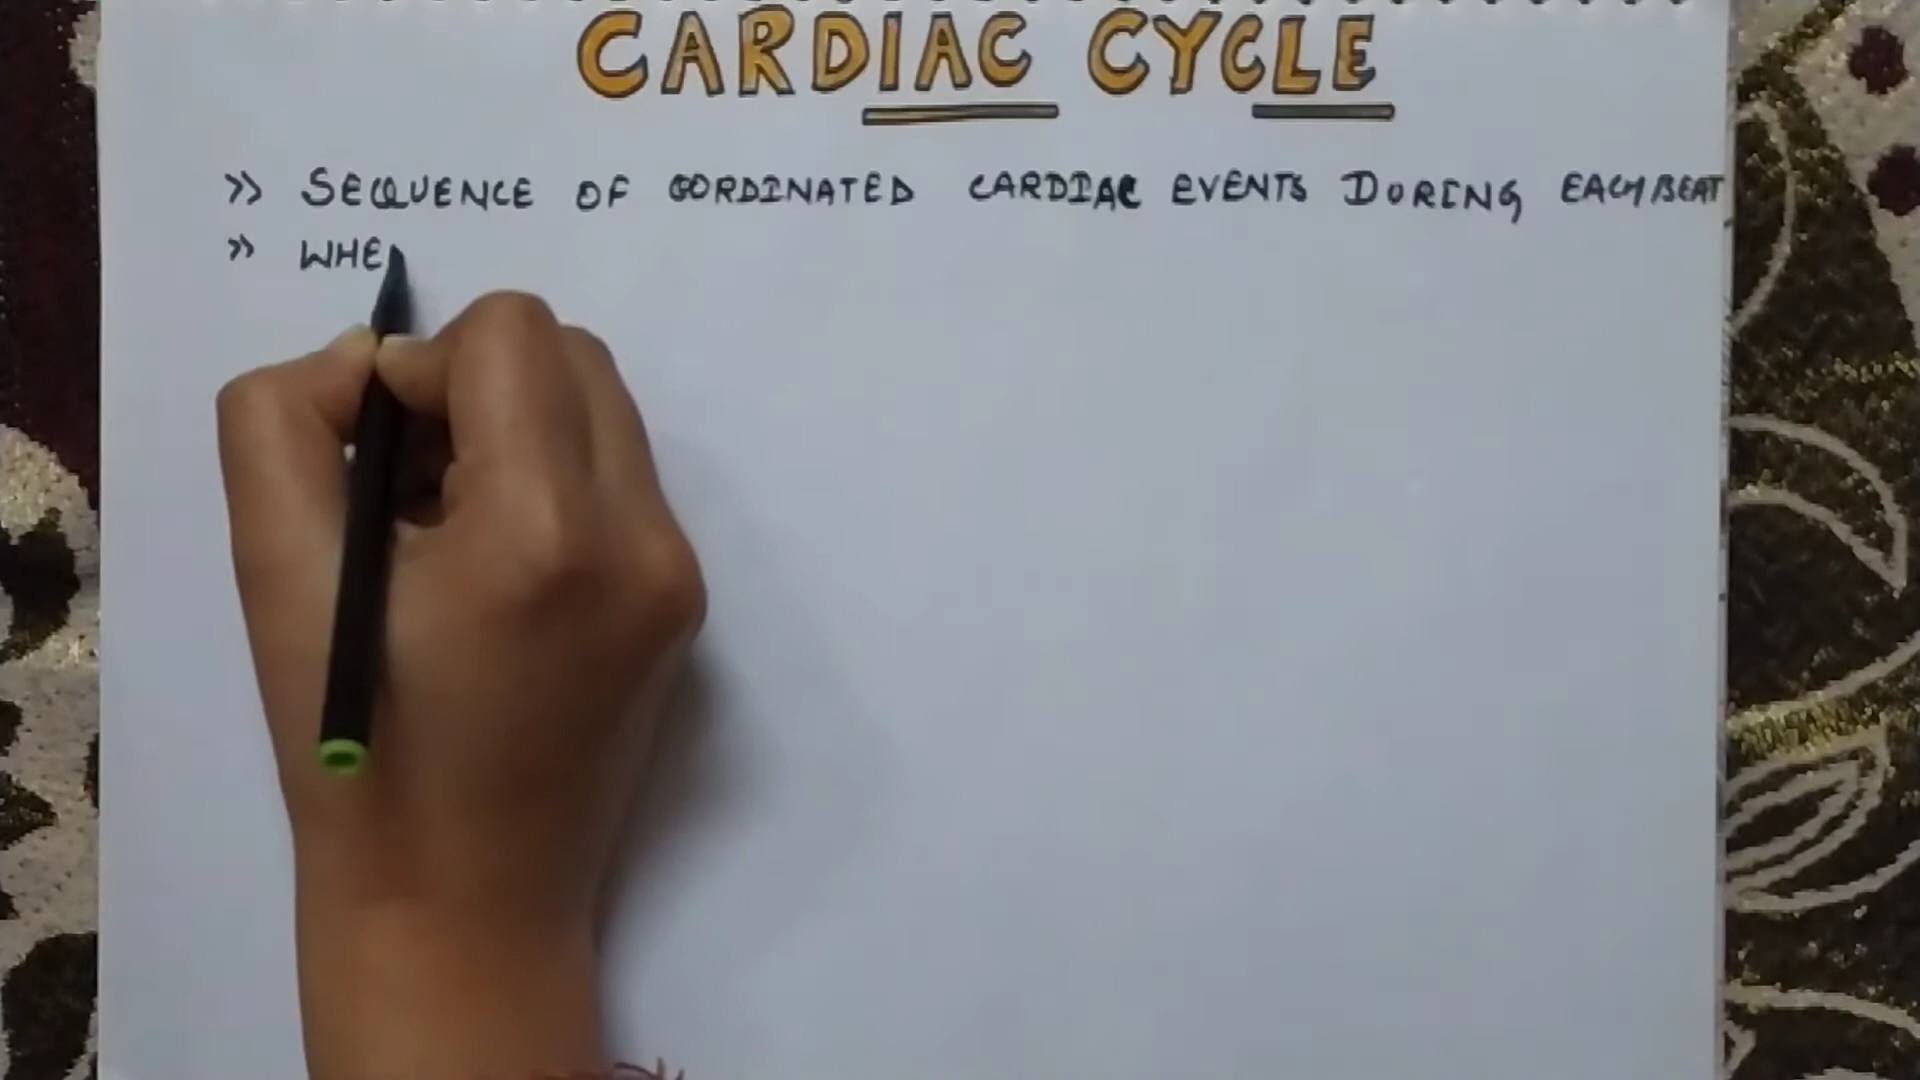 CARDIAC CYCLE
>> SEQUENCE OF CORDINATED CARDIAC EVENTS DURING EACH BEAT
>> WHE